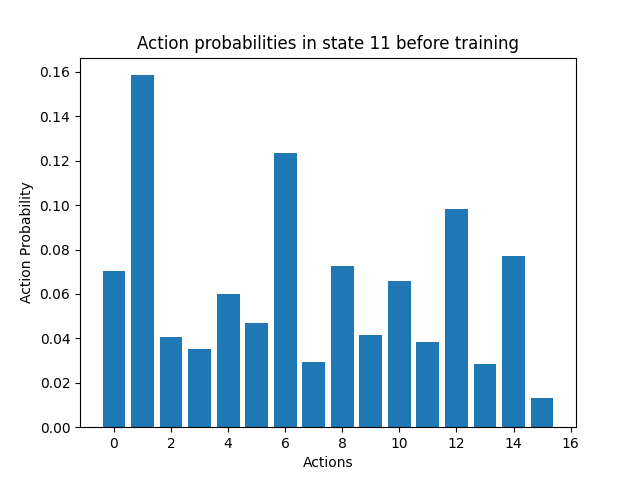 Action probabilities in state 11 before training
0.16
0.14
0.12
0.10
0.08
0.06
0.04
0.02
0.00
Action Probability
0 2 4 6 8 10 12 14 16
Actions